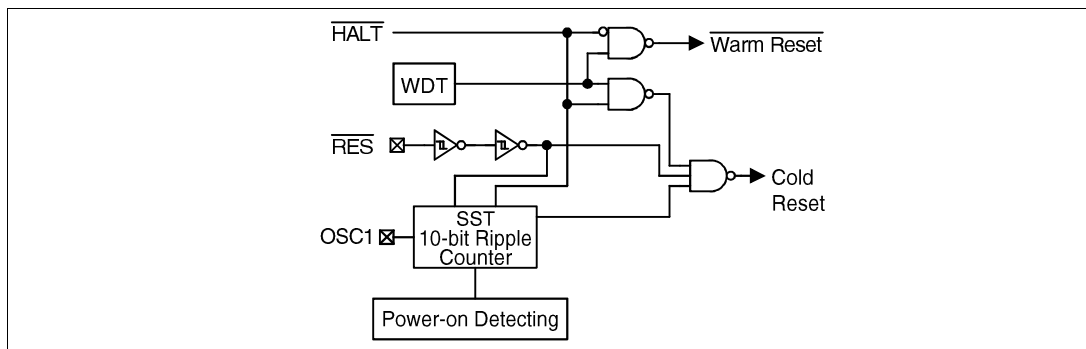 HALT
Warm Reset
WDT
RES
Cold
Reset
SST
OSC1
10-bit Ripple
Counter
Power-on Detecting